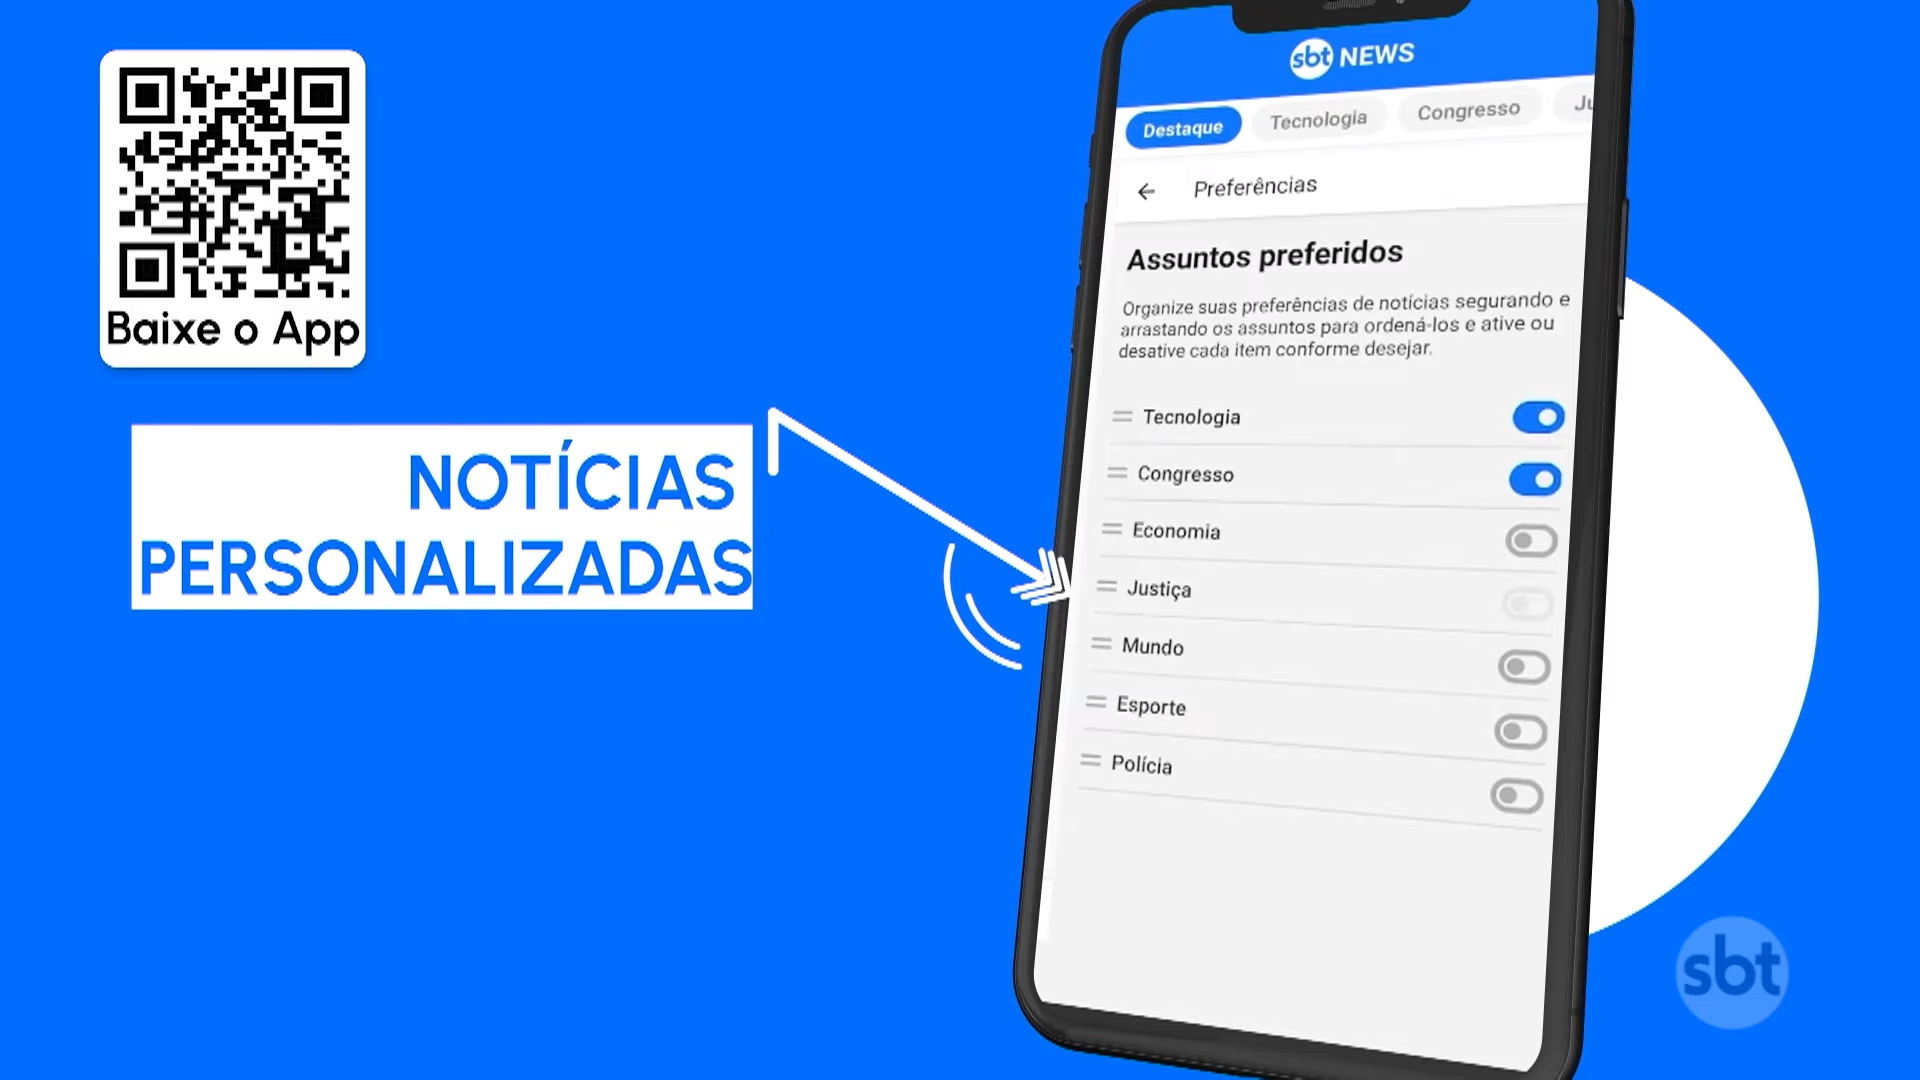 Baixe o App
NOTÍCIAS
PERSONALIZADAS
sbt NEWS
Destaque
Tecnologia
Congresso
Ju
Preferências
Assuntos preferidos
Organize suas preferências de notícias segurando e
arrastando os assuntos para ordená-los e ative ou
desative cada item conforme desejar.
Tecnologia
Congresso
Economia
Justiça
Mundo
Esporte
Polícia
sbt